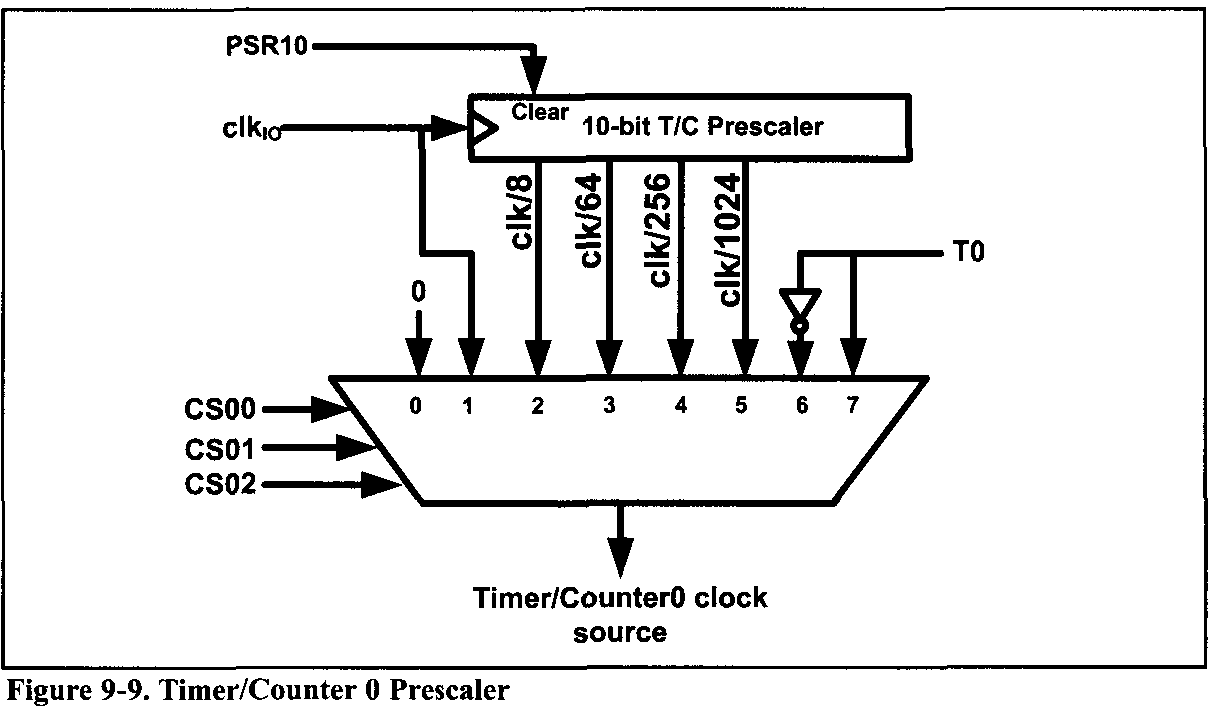 PSR10
Clear
clkIO
10-bit T/C Prescaler
clk/8
clk/64
clk/256
clk/1024
T0
0
0 1 2 3 4 5 6 7
CS00
CS01
CS02
Timer/Counter0 clock
source
Figure 9-9. Timer/Counter 0 Prescaler